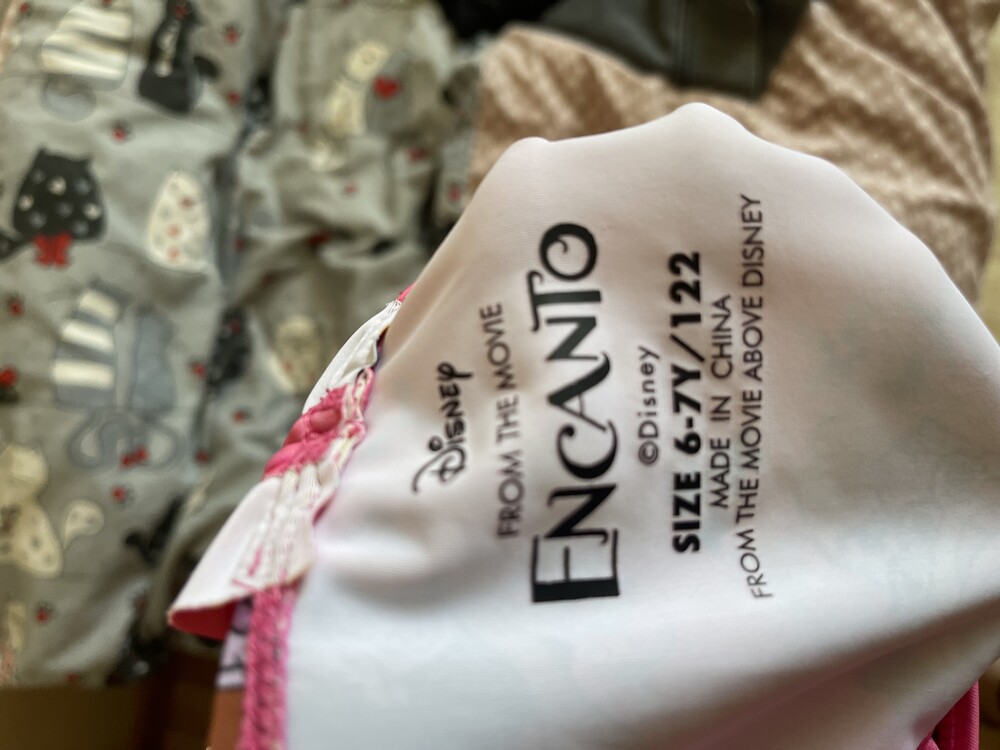 Disney
FROM THE MOVIE
ENCANTO
©Disney
SIZE 6-7Y/122
MADE IN CHINA
FROM THE MOVIE ABOVE DISNEY